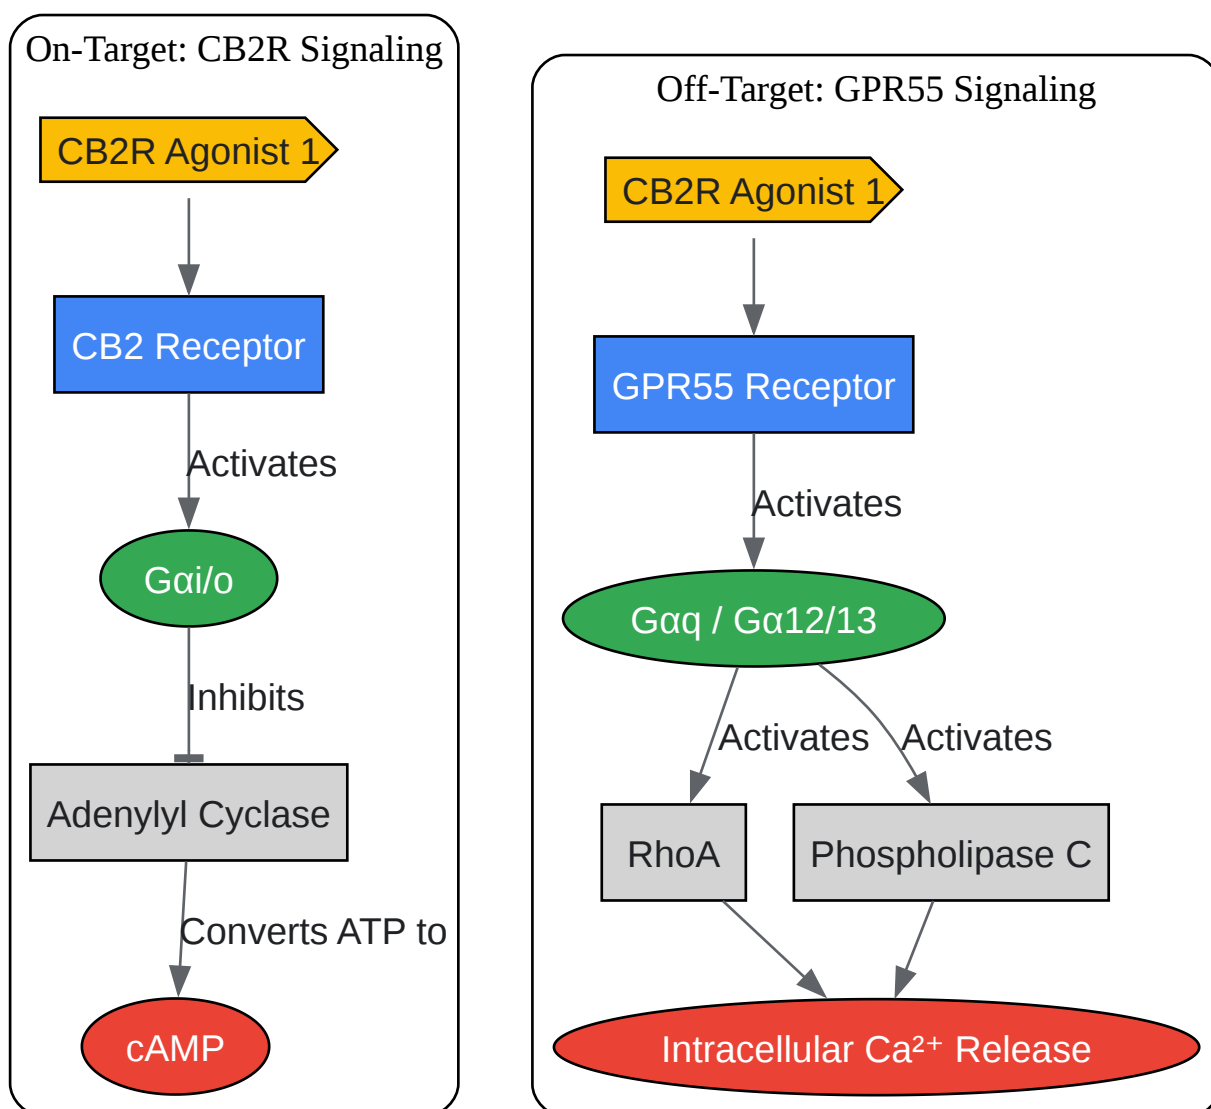 On-Target: CB2R Signaling
CB2R Agonist 1
CB2 Receptor
Activates
Gαi/o
Inhibits
Adenylyl Cyclase
Converts ATP to
cAMP
Off-Target: GPR55 Signaling
CB2R Agonist 1
GPR55 Receptor
Activates
Gαq / Gα12/13
Activates
Activates
RhoA
Phospholipase C
Intracellular Ca²⁺ Release